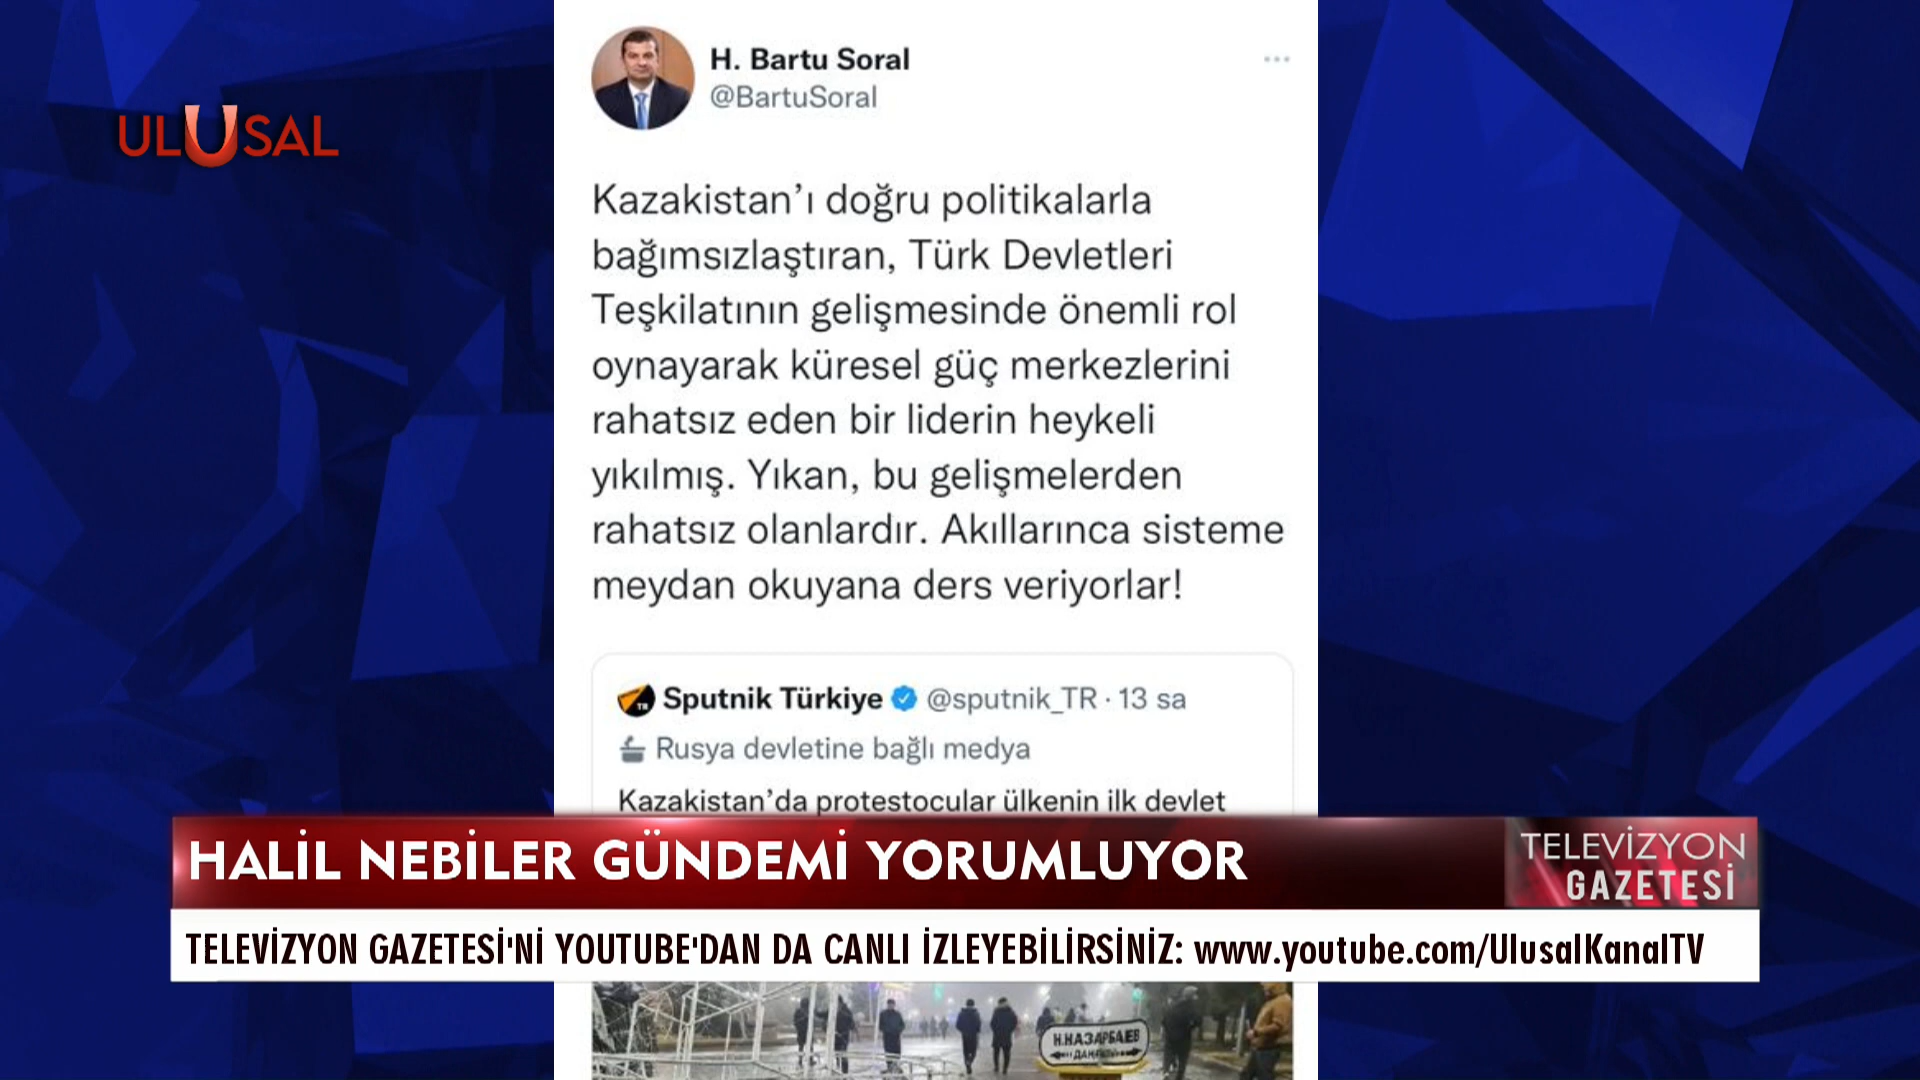 ULUSAL
H. Bartu Soral
@BartuSoral
Kazakistan’ı doğru politikalarla
bağımsızlaştıran, Türk Devletleri
Teşkilatının gelişmesinde önemli rol
oynayarak küresel güç merkezlerini
rahatsız eden bir liderin heykeli
yıkılmış. Yıkan, bu gelişmelerden
rahatsız olanlardır. Akıllarınca sisteme
meydan okuyana ders veriyorlar!
TR
Sputnik Türkiye @sputnik_TR · 13 sa
Rusya devletine bağlı medya
Kazakistan’da protestocular ülkenin ilk devlet
HALİL NEBİLER GÜNDEMİ YORUMLUYOR
TELEVİZYON
GAZETESİ
TELEVİZYON GAZETESİ'Nİ YOUTUBE'DAN DA CANLI İZLEYEBİLİRSİNİZ: www.youtube.com/UlusalKanalTV
Н.НАЗАРБАЕВ